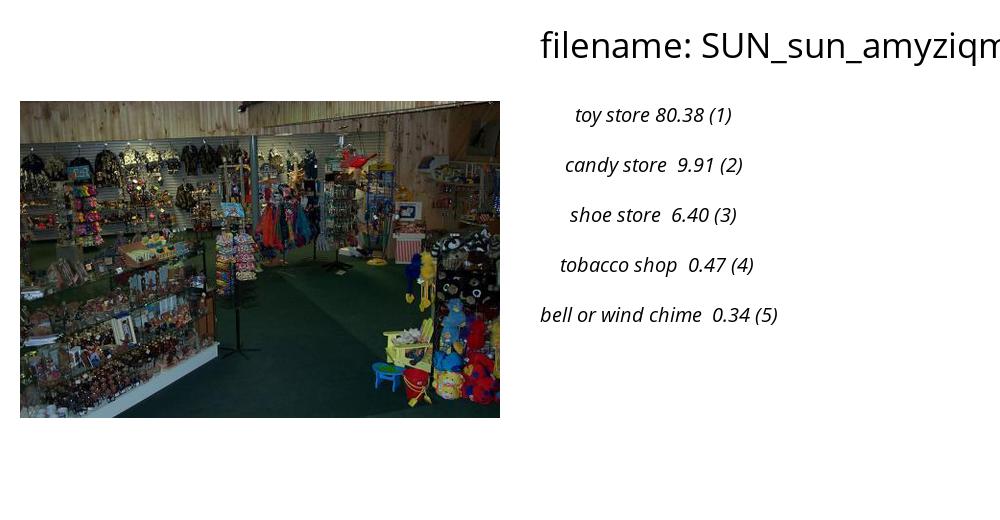 filename: SUN_sun_amyziqm
toy store 80.38 (1)
candy store 9.91 (2)
shoe store 6.40 (3)
tobacco shop 0.47 (4)
bell or wind chime 0.34 (5)